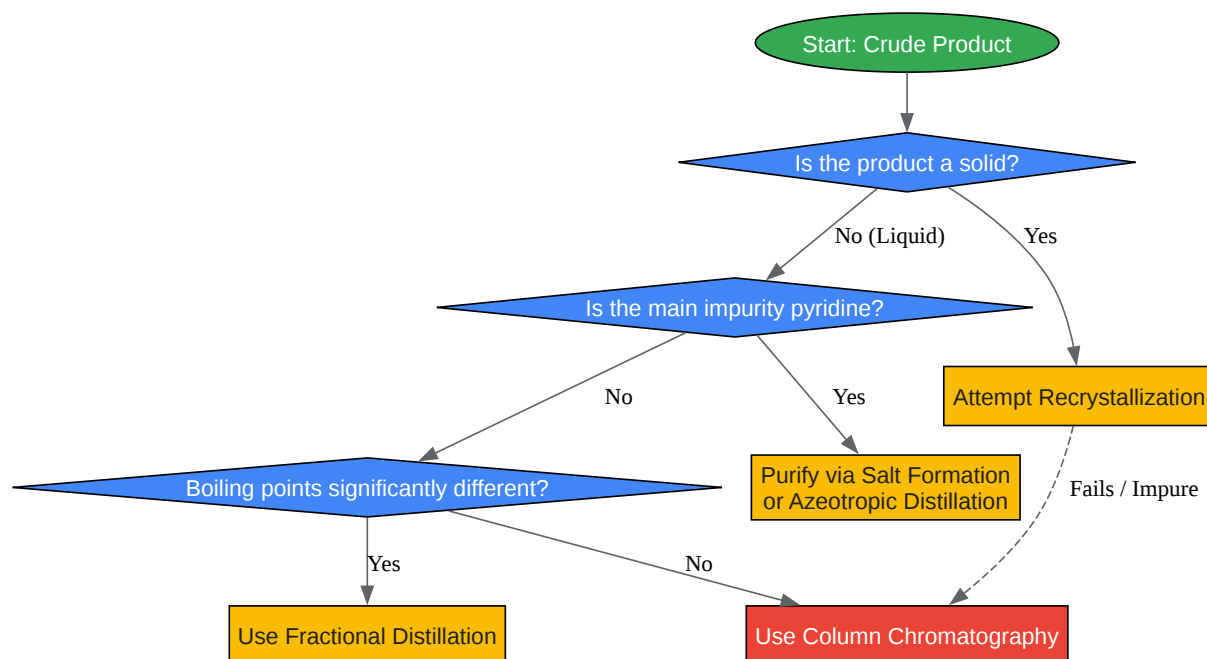 Start: Crude Product
Is the product a solid?
No (Liquid)
Yes
Is the main impurity pyridine?
No
Yes
Attempt Recrystallization
Boiling points significantly different?
Purify via Salt Formation
or Azeotropic Distillation
Fails / Impure
Yes
No
Use Fractional Distillation
Use Column Chromatography